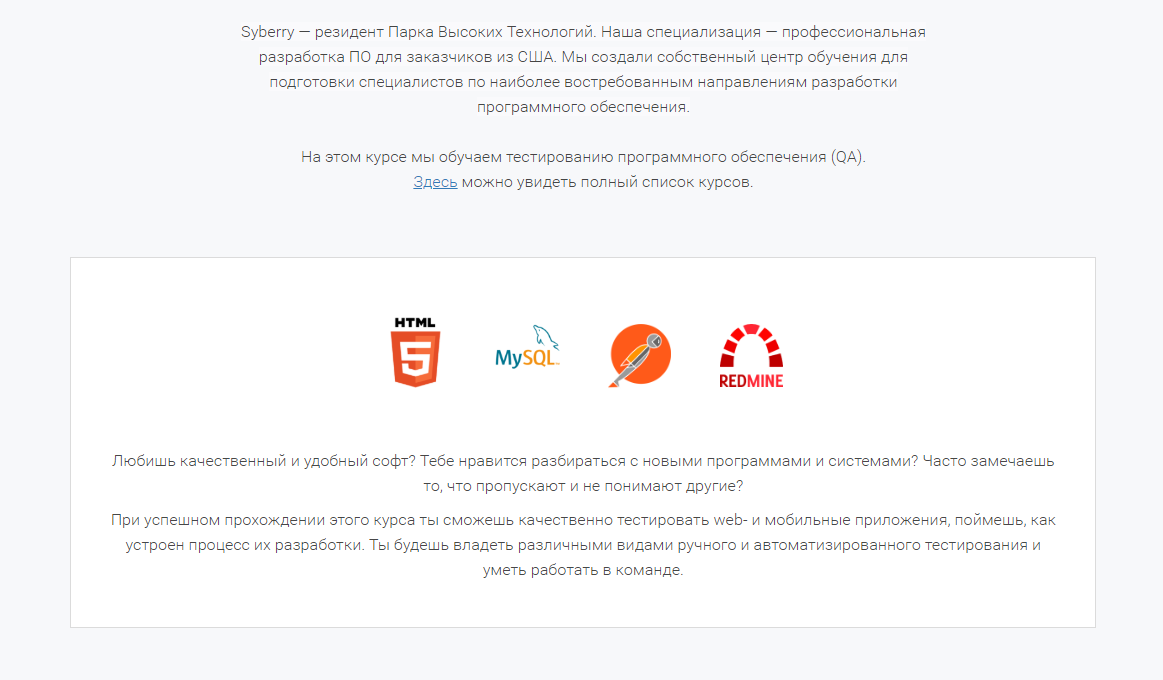 Syberry — резидент Парка Высоких Технологий. Наша специализация — профессиональная
разработка ПО для заказчиков из США. Мы создали собственный центр обучения для
подготовки специалистов по наиболее востребованным направлениям разработки
программного обеспечения.
На этом курсе мы обучаем тестированию программного обеспечения (QA).
Здесь можно увидеть полный список курсов.
HTML
5
MySQL
REDMINE
Любишь качественный и удобный софт? Тебе нравится разбираться с новыми программами и системами? Часто замечаешь
то, что пропускают и не понимают другие?
При успешном прохождении этого курса ты сможешь качественно тестировать web- и мобильные приложения, поймешь, как
устроен процесс их разработки. Ты будешь владеть различными видами ручного и автоматизированного тестирования и
уметь работать в команде.